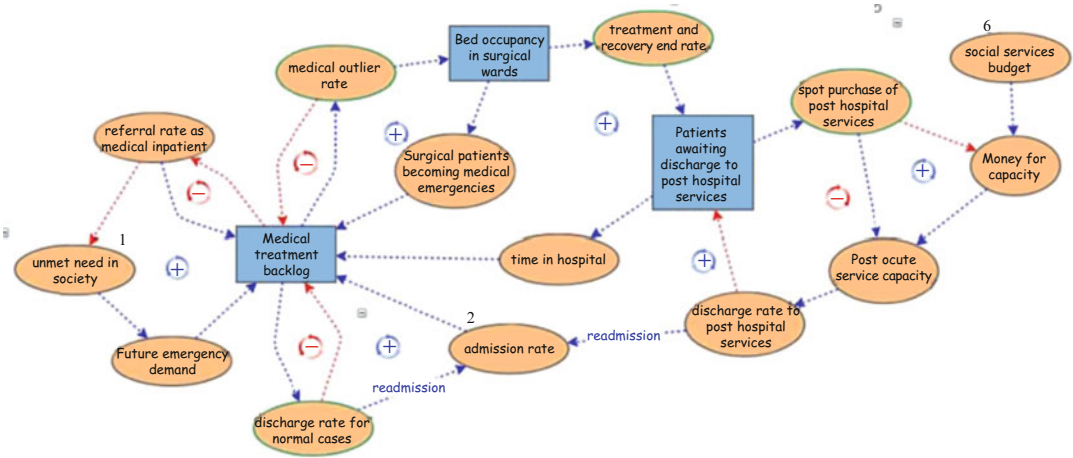 6
treatment and
recovery end rate
Bed occupancy
in surgical
wards
social services
budget
medical outlier
rate
spot purchase of
post hospital
services
referral rate as
medical inpatient
+
+
Patients
awaiting
discharge to
post hospital
services
Surgical patients
becoming medical
emergencies
Money for
capacity
−
+
−
−
1
Medical
treatment
backlog
unmet need in
society
+
time in hospital
+
Post ocute
service capacity
2
discharge rate to
post hospital
services
readmission
admission rate
Future emergency
demand
−
+
readmission
discharge rate for
normal cases